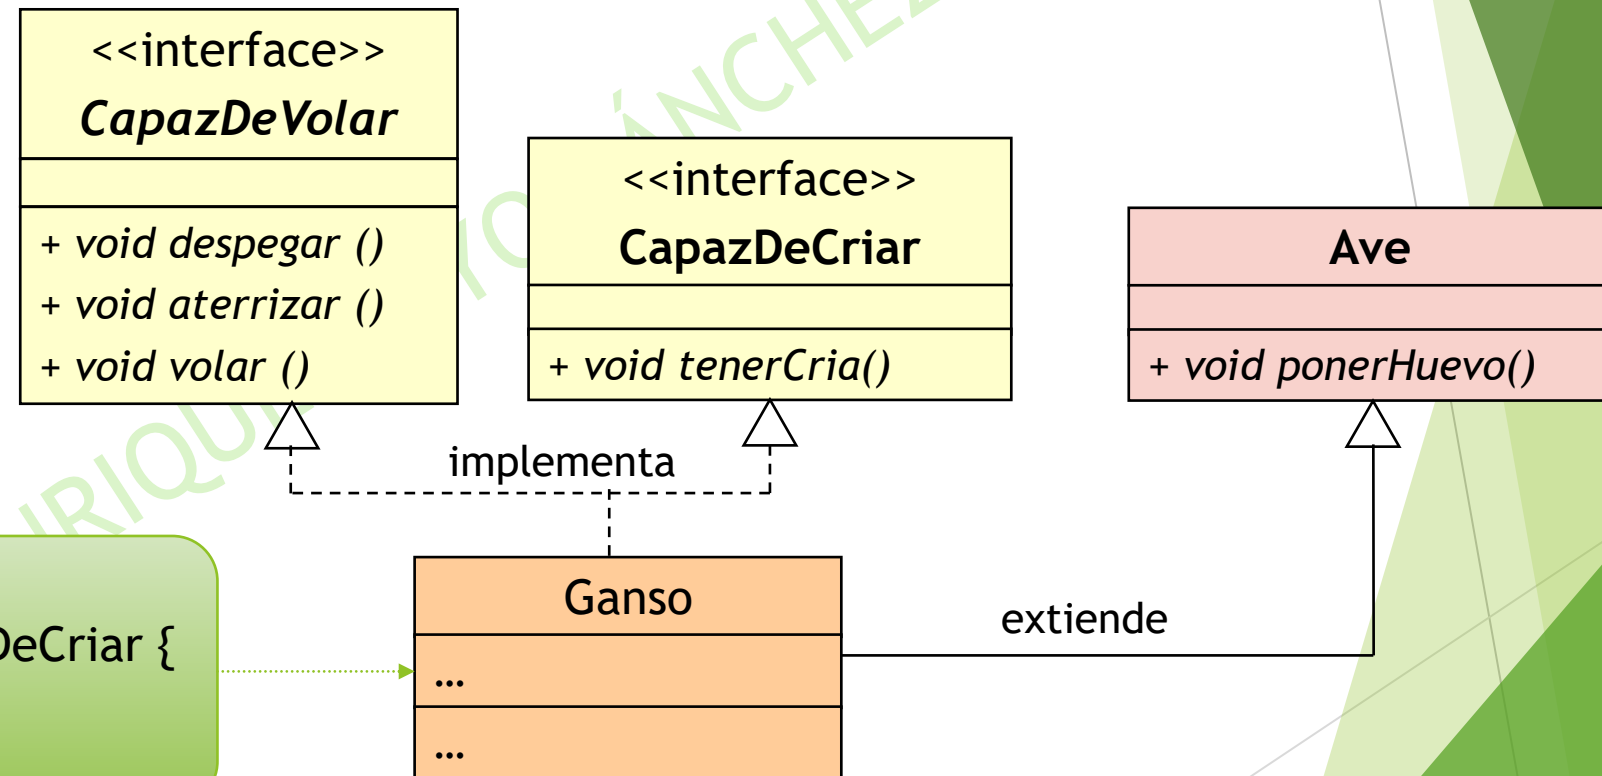 <<interface>>
CapazDeVolar
+ void despegar ()
+ void aterrizar ()
+ void volar ()
<<interface>>
CapazDeCriar
+ void tenerCria()
Ave
+ void ponerHuevo()
implementa
Ganso
…
…
extiende
DeCriar {